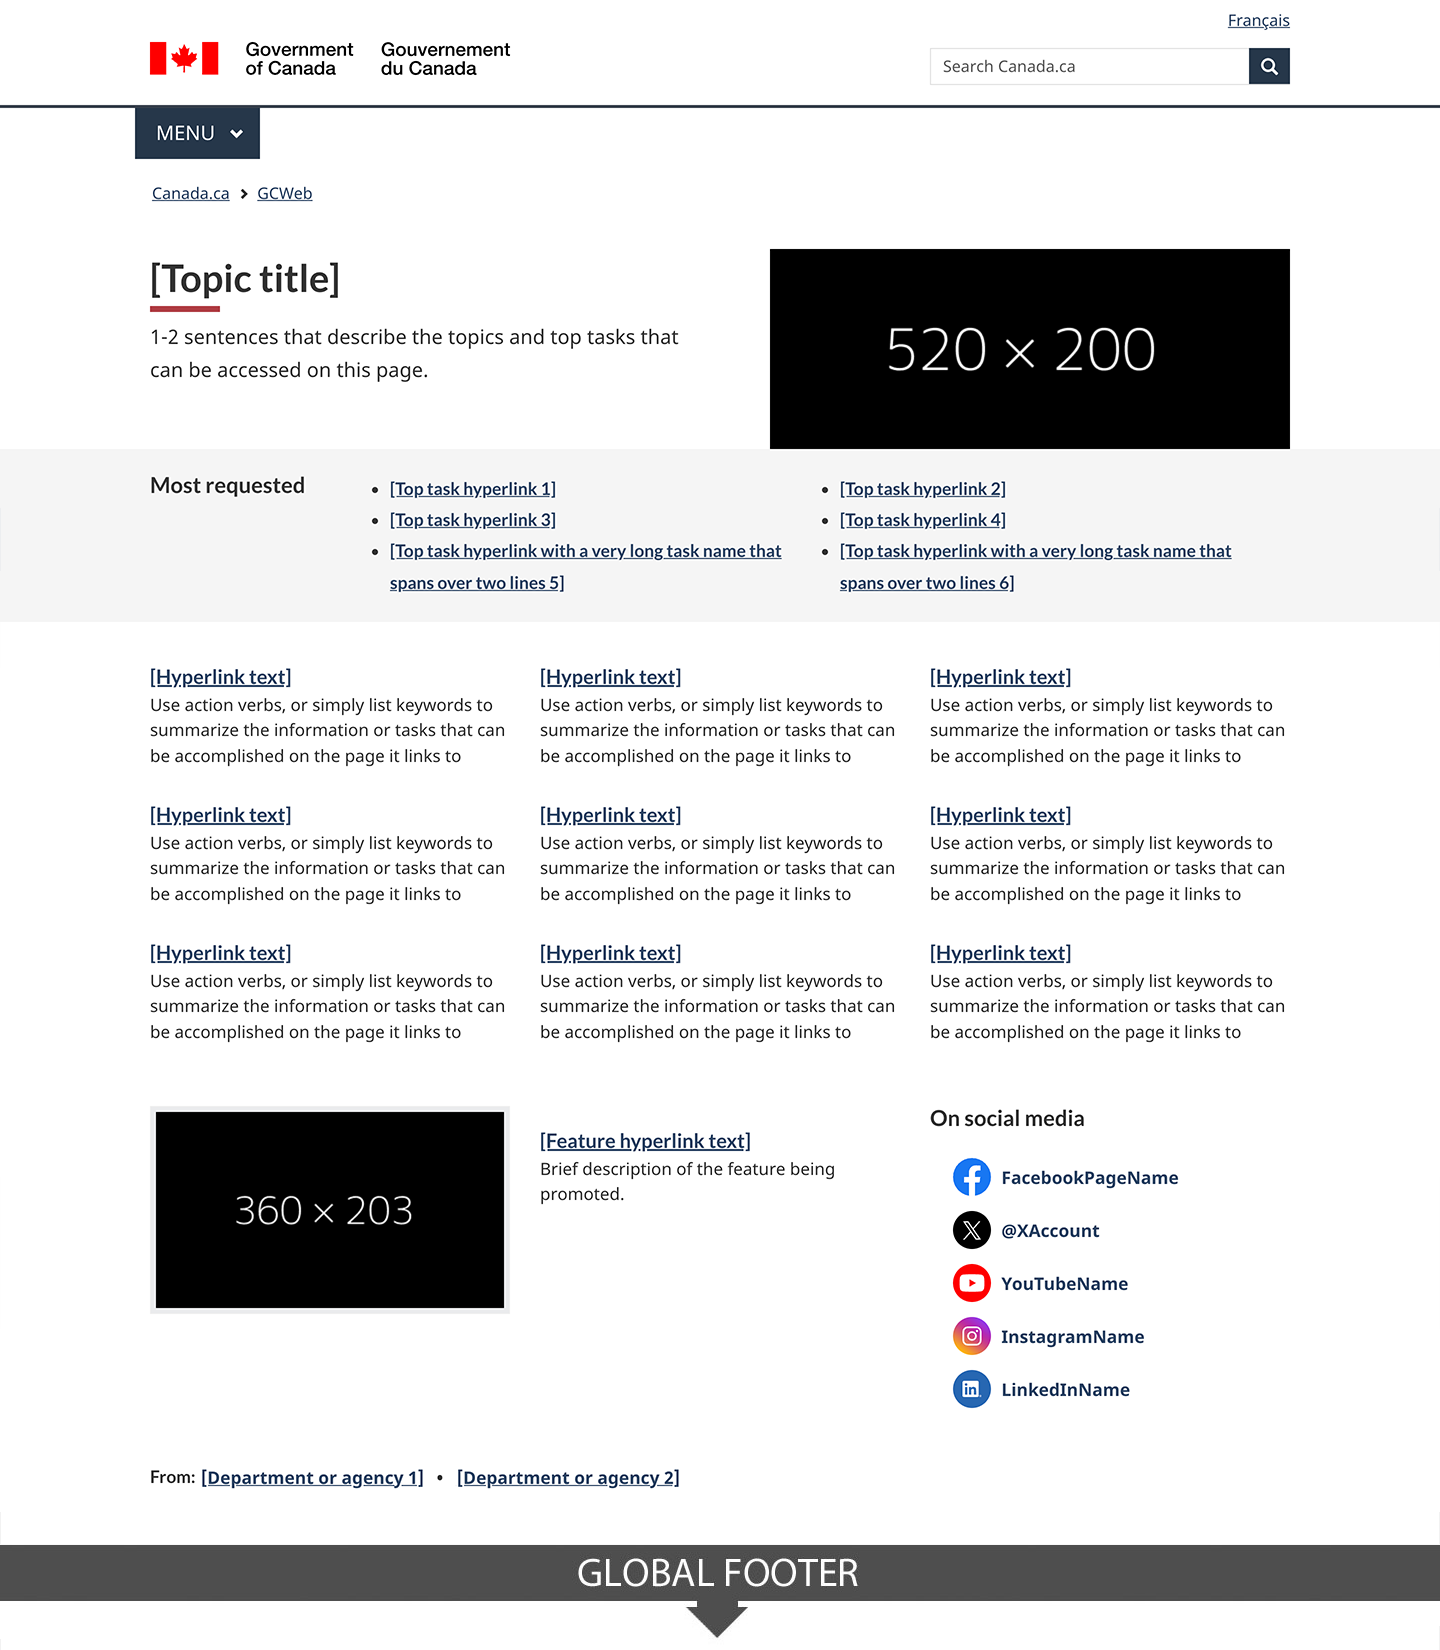 Français
Government
of Canada
Gouvernement
du Canada
Search Canada.ca
MENU
Canada.ca > GCWeb
[Topic title]
1-2 sentences that describe the topics and top tasks that
can be accessed on this page.
520 × 200
Most requested
• [Top task hyperlink 1]
• [Top task hyperlink 2]
• [Top task hyperlink 3]
• [Top task hyperlink 4]
• [Top task hyperlink with a very long task name that
spans over two lines 5]
• [Top task hyperlink with a very long task name that
spans over two lines 6]
[Hyperlink text]
Use action verbs, or simply list keywords to
summarize the information or tasks that can
be accomplished on the page it links to
[Hyperlink text]
Use action verbs, or simply list keywords to
summarize the information or tasks that can
be accomplished on the page it links to
[Hyperlink text]
Use action verbs, or simply list keywords to
summarize the information or tasks that can
be accomplished on the page it links to
[Hyperlink text]
Use action verbs, or simply list keywords to
summarize the information or tasks that can
be accomplished on the page it links to
[Hyperlink text]
Use action verbs, or simply list keywords to
summarize the information or tasks that can
be accomplished on the page it links to
[Hyperlink text]
Use action verbs, or simply list keywords to
summarize the information or tasks that can
be accomplished on the page it links to
[Hyperlink text]
Use action verbs, or simply list keywords to
summarize the information or tasks that can
be accomplished on the page it links to
[Hyperlink text]
Use action verbs, or simply list keywords to
summarize the information or tasks that can
be accomplished on the page it links to
[Hyperlink text]
Use action verbs, or simply list keywords to
summarize the information or tasks that can
be accomplished on the page it links to
360 × 203
[Feature hyperlink text]
Brief description of the feature being
promoted.
On social media
FacebookPageName
@XAccount
YouTubeName
InstagramName
LinkedInName
From: [Department or agency 1] • [Department or agency 2]
GLOBAL FOOTER